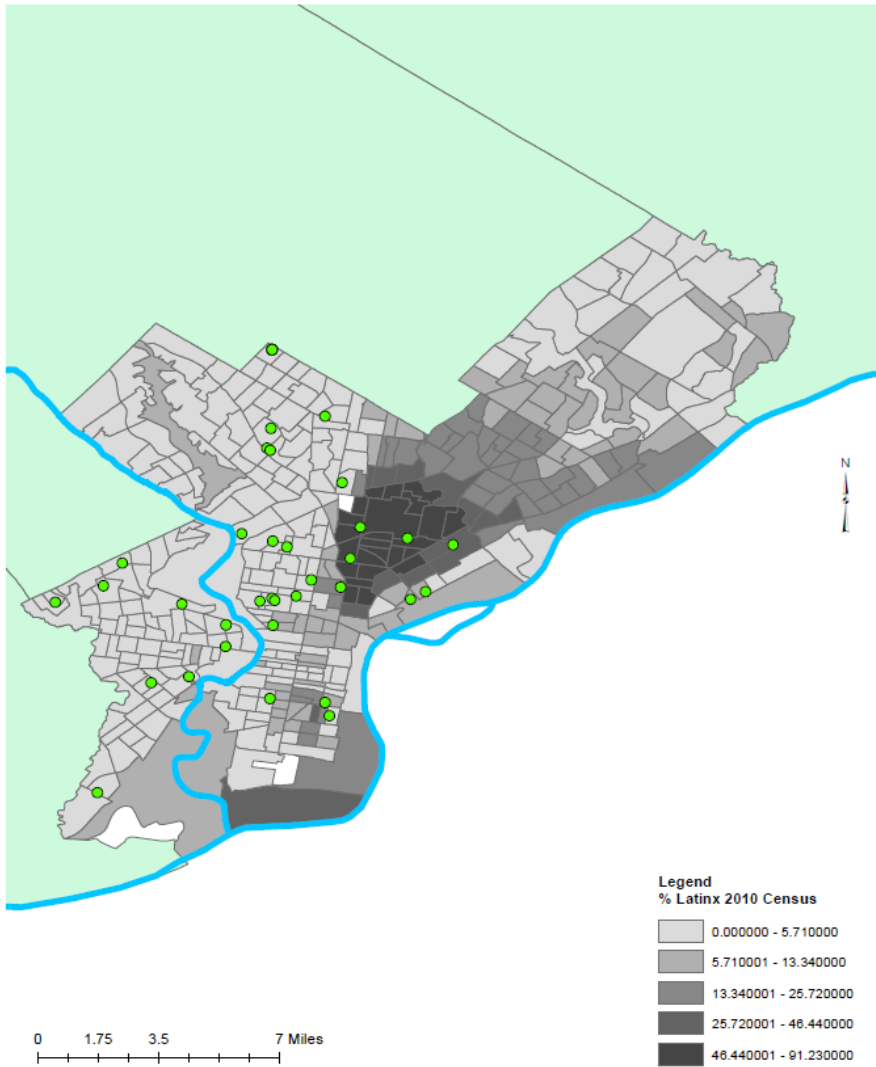 N
Legend
% Latinx 2010 Census
0.000000 - 5.710000
5.710001 - 13.340000
13.340001 - 25.720000
25.720001 - 46.440000
46.440001 - 91.230000
0 1.75 3.5 7 Miles